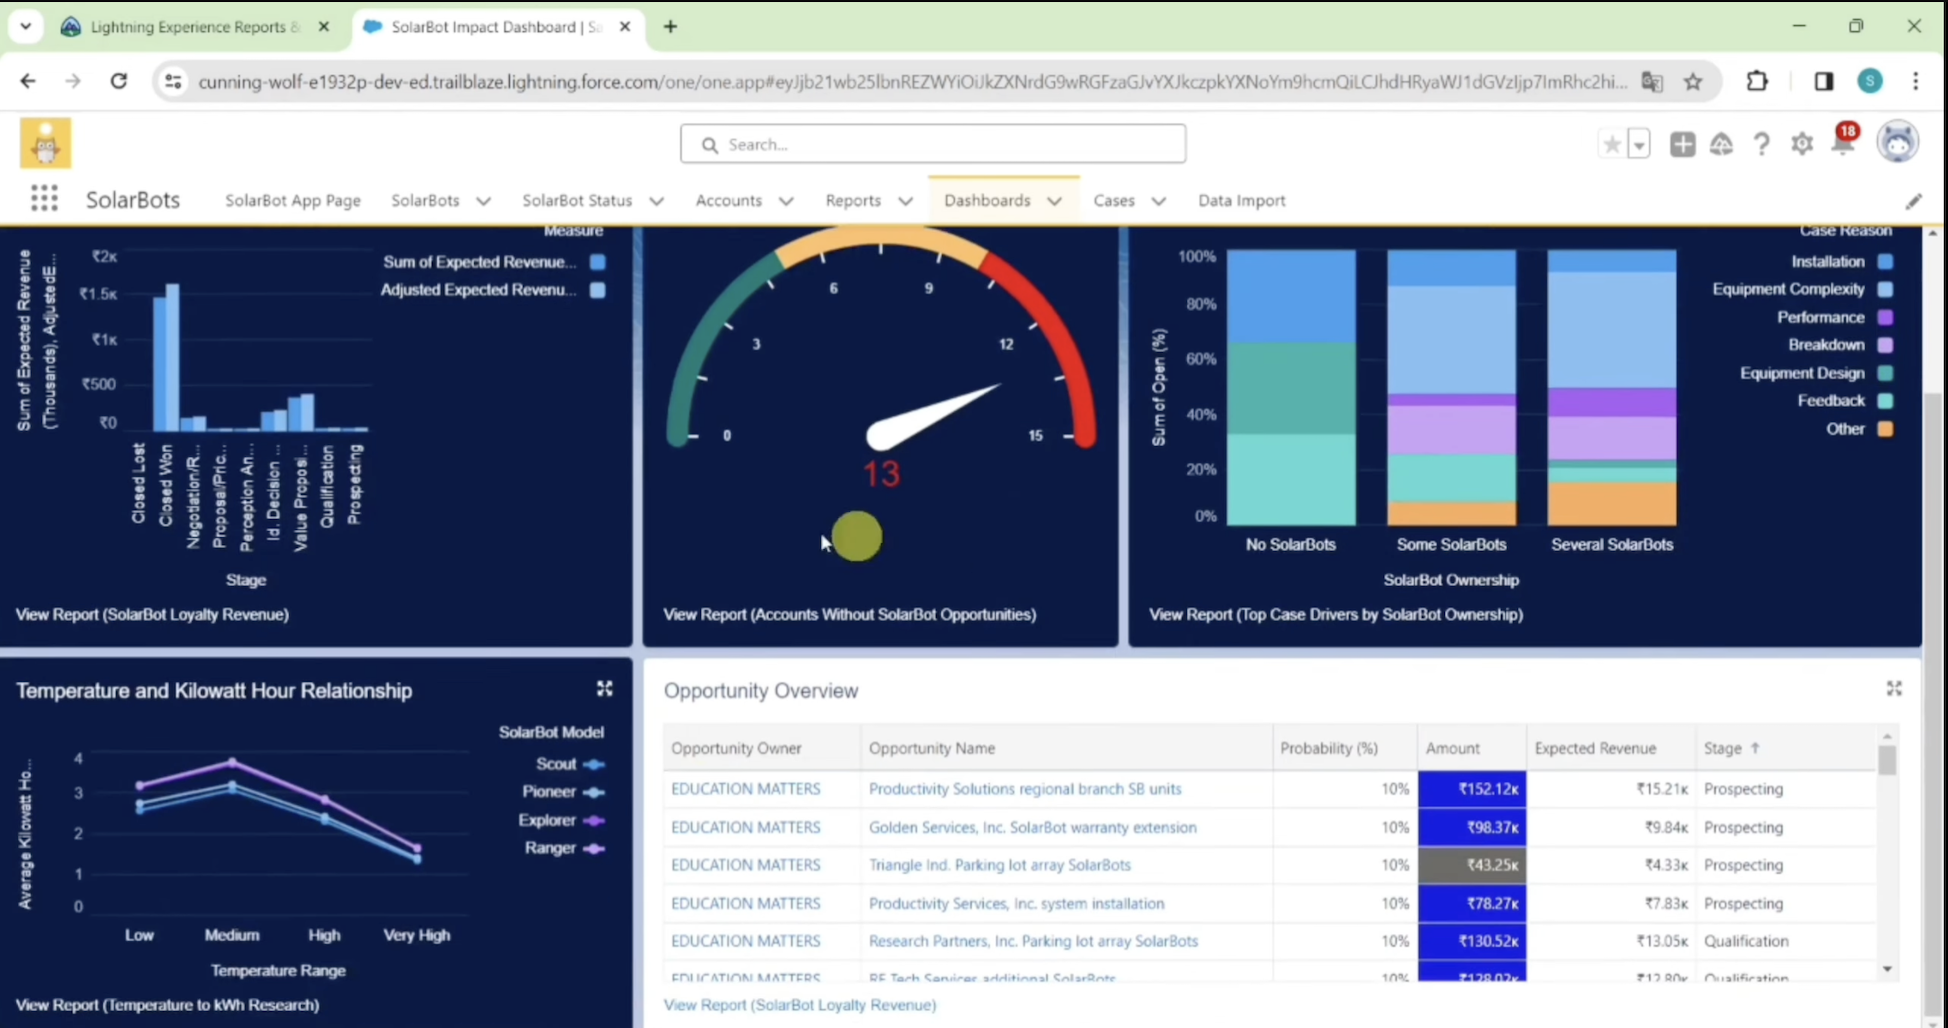 Lightning Experience Reports &
SolarBot Impact Dashboard | Sa
cunning-wolf-e1932p-dev-ed.trailblaze.lightning.force.com/one/one.app#eyJjb21wb25lbnREZWYiOiJkZXNrdG9wRGFzaGJvYXJkczpkYXNoYm9hcmQiLCJhdHRyaWJ1dGVzIjp7ImRhc2hi...
S
Search...
18
SolarBots
SolarBot App Page
SolarBots
SolarBot Status
Accounts
Reports
Dashboards
Cases
Data Import
Sum of Expected Revenue
(Thousands), AdjustedE...
₹2K
₹1.5K
₹1K
₹500
₹0
Measure
Sum of Expected Revenue...
Adjusted Expected Revenu...
Closed Lost
Closed Won
Negotiation/R...
Proposal/Pric...
Perception An...
Id. Decision ...
Value Proposi...
Qualification
Prospecting
Stage
View Report (SolarBot Loyalty Revenue)
0
3
6
9
12
15
13
View Report (Accounts Without SolarBot Opportunities)
Sum of Open (%)
100%
80%
60%
40%
20%
0%
No SolarBots
Some SolarBots
Several SolarBots
SolarBot Ownership
Case Reason
Installation
Equipment Complexity
Performance
Breakdown
Equipment Design
Feedback
Other
View Report (Top Case Drivers by SolarBot Ownership)
Temperature and Kilowatt Hour Relationship
Average Kilowatt Ho...
4
3
2
1
0
Low
Medium
High
Very High
Temperature Range
SolarBot Model
Scout
Pioneer
Explorer
Ranger
View Report (Temperature to kWh Research)
Opportunity Overview
Opportunity Owner Opportunity Name Probability (%) Amount Expected Revenue Stage ↑
EDUCATION MATTERS Productivity Solutions regional branch SB units 10% ₹152.12K ₹15.21K Prospecting
EDUCATION MATTERS Golden Services, Inc. SolarBot warranty extension 10% ₹98.37K ₹9.84K Prospecting
EDUCATION MATTERS Triangle Ind. Parking lot array SolarBots 10% ₹43.25K ₹4.33K Prospecting
EDUCATION MATTERS Productivity Services, Inc. system installation 10% ₹78.27K ₹7.83K Prospecting
EDUCATION MATTERS Research Partners, Inc. Parking lot array SolarBots 10% ₹130.52K ₹13.05K Qualification
EDUCATION MATTERS RE Tech Services additional SolarBots 10% ₹128.02K ₹12.80K Qualification
View Report (SolarBot Loyalty Revenue)